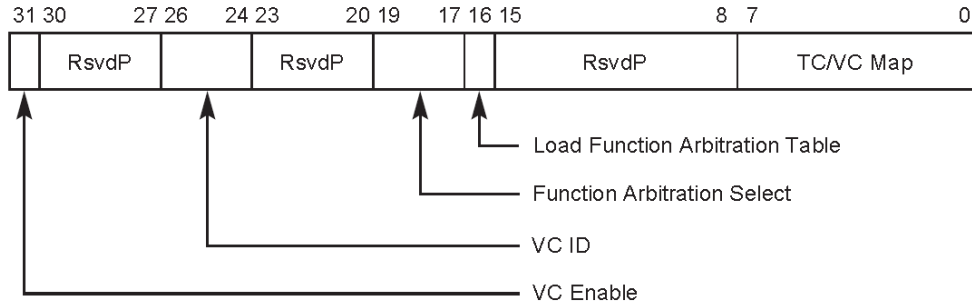 31 30 27 26 24 23 20 19 17 16 15 8 7 0
RsvdP RsvdP RsvdP TC/VC Map
Load Function Arbitration Table
Function Arbitration Select
VC ID
VC Enable